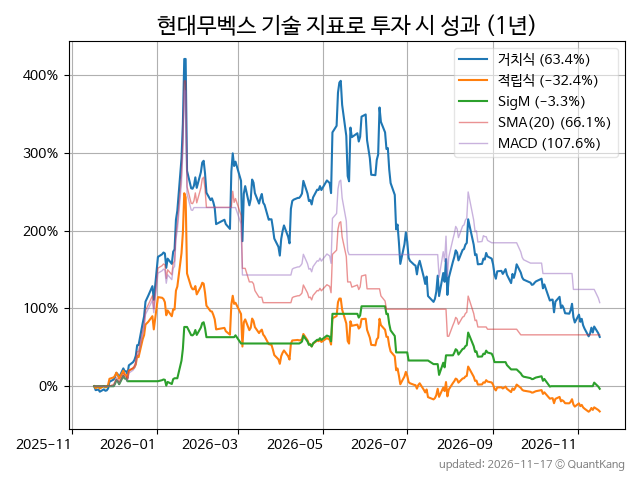 현대무벡스 기술 지표로 투자 시 성과 (1년)
거치식 (63.4%)
적립식 (-32.4%)
SigM (-3.3%)
SMA(20) (66.1%)
MACD (107.6%)
400%
300%
200%
100%
0%
2025-11 2026-01 2026-03 2026-05 2026-07 2026-09 2026-11
updated: 2026-11-17 © QuantKang